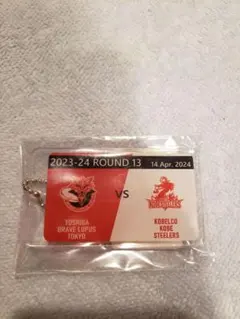 2023-24 ROUND 13
14.Apr. 2024
VS
TOSHIBA
BRAVE LUPUS
TOKYO
KOBELCO
KOBE
STEELERS